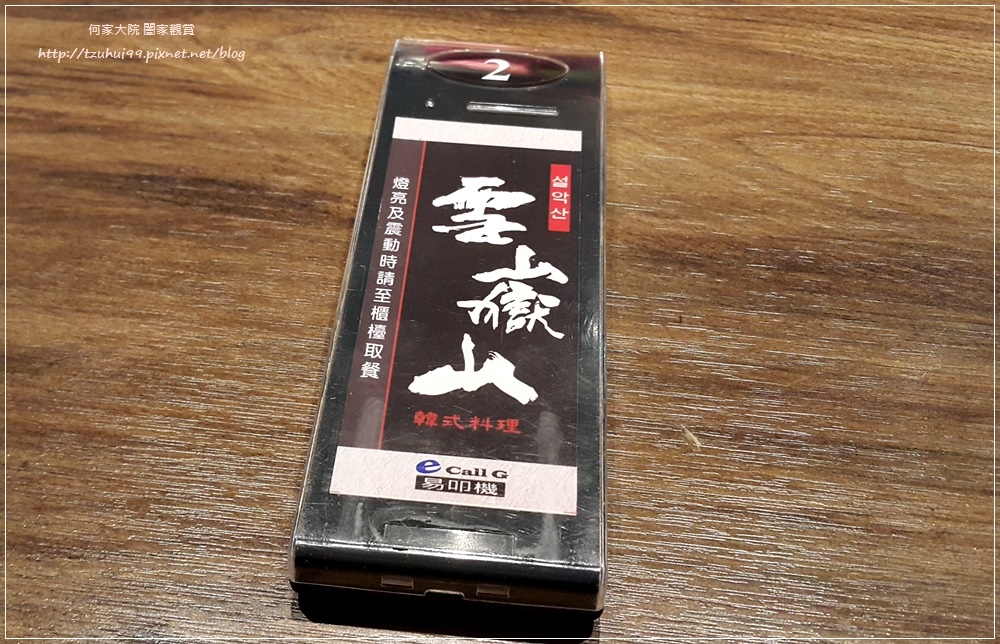 何家大院 闔家觀賞
http://tzuhui99.pixnet.net/blog
2
설악산
雲嶽山
韓式料理
燈亮及震動時請至櫃檯取餐
e Call G
易叩機